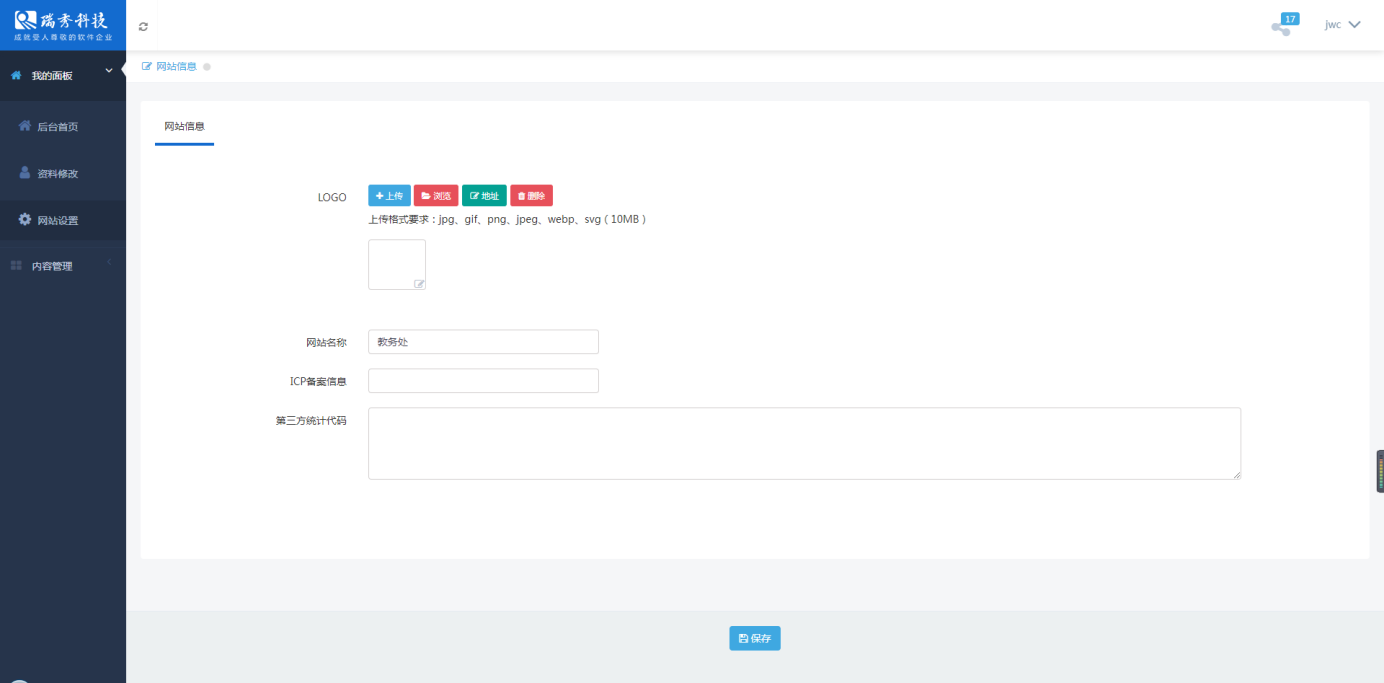 瑞秀科技
成就受人尊敬的软件企业
17
jwc
我的面板
网站信息
后台首页
资料修改
网站设置
内容管理
网站信息
LOGO
上传 浏览 地址 删除
上传格式要求：jpg、gif、png、jpeg、webp、svg（10MB）
网站名称 教务处
ICP备案信息
第三方统计代码
保存